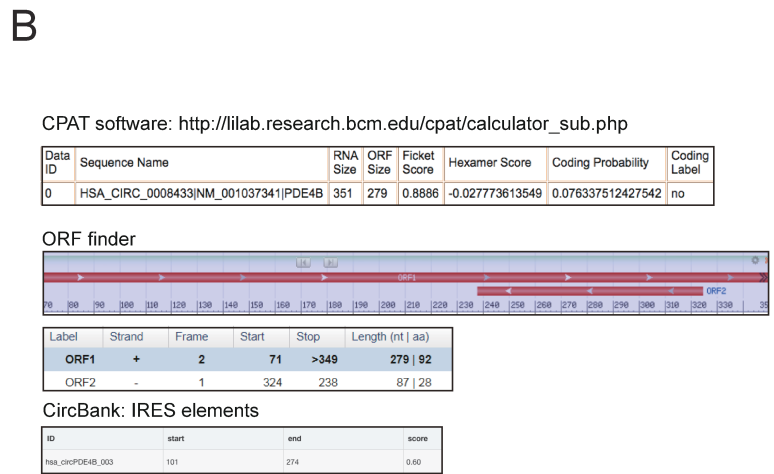 B
CPAT software: http://lilab.research.bcm.edu/cpat/calculator_sub.php
Data ID Sequence Name RNA Size ORF Size Ficket Score Hexamer Score Coding Probability Coding Label
0 HSA_CIRC_0008433|NM_001037341|PDE4B 351 279 0.8886 -0.027773613549 0.076337512427542 no
ORF finder
ORF1
ORF2
70 80 90 100 110 120 130 140 150 160 170 180 190 200 210 220 230 240 250 260 270 280 290 300 310 320 330 340 35
Label Strand Frame Start Stop Length (nt | aa)
ORF1 + 2 71 >349 279 | 92
ORF2 - 1 324 238 87 | 28
CircBank: IRES elements
ID start end score
hsa_circPDE4B_003 101 274 0.60